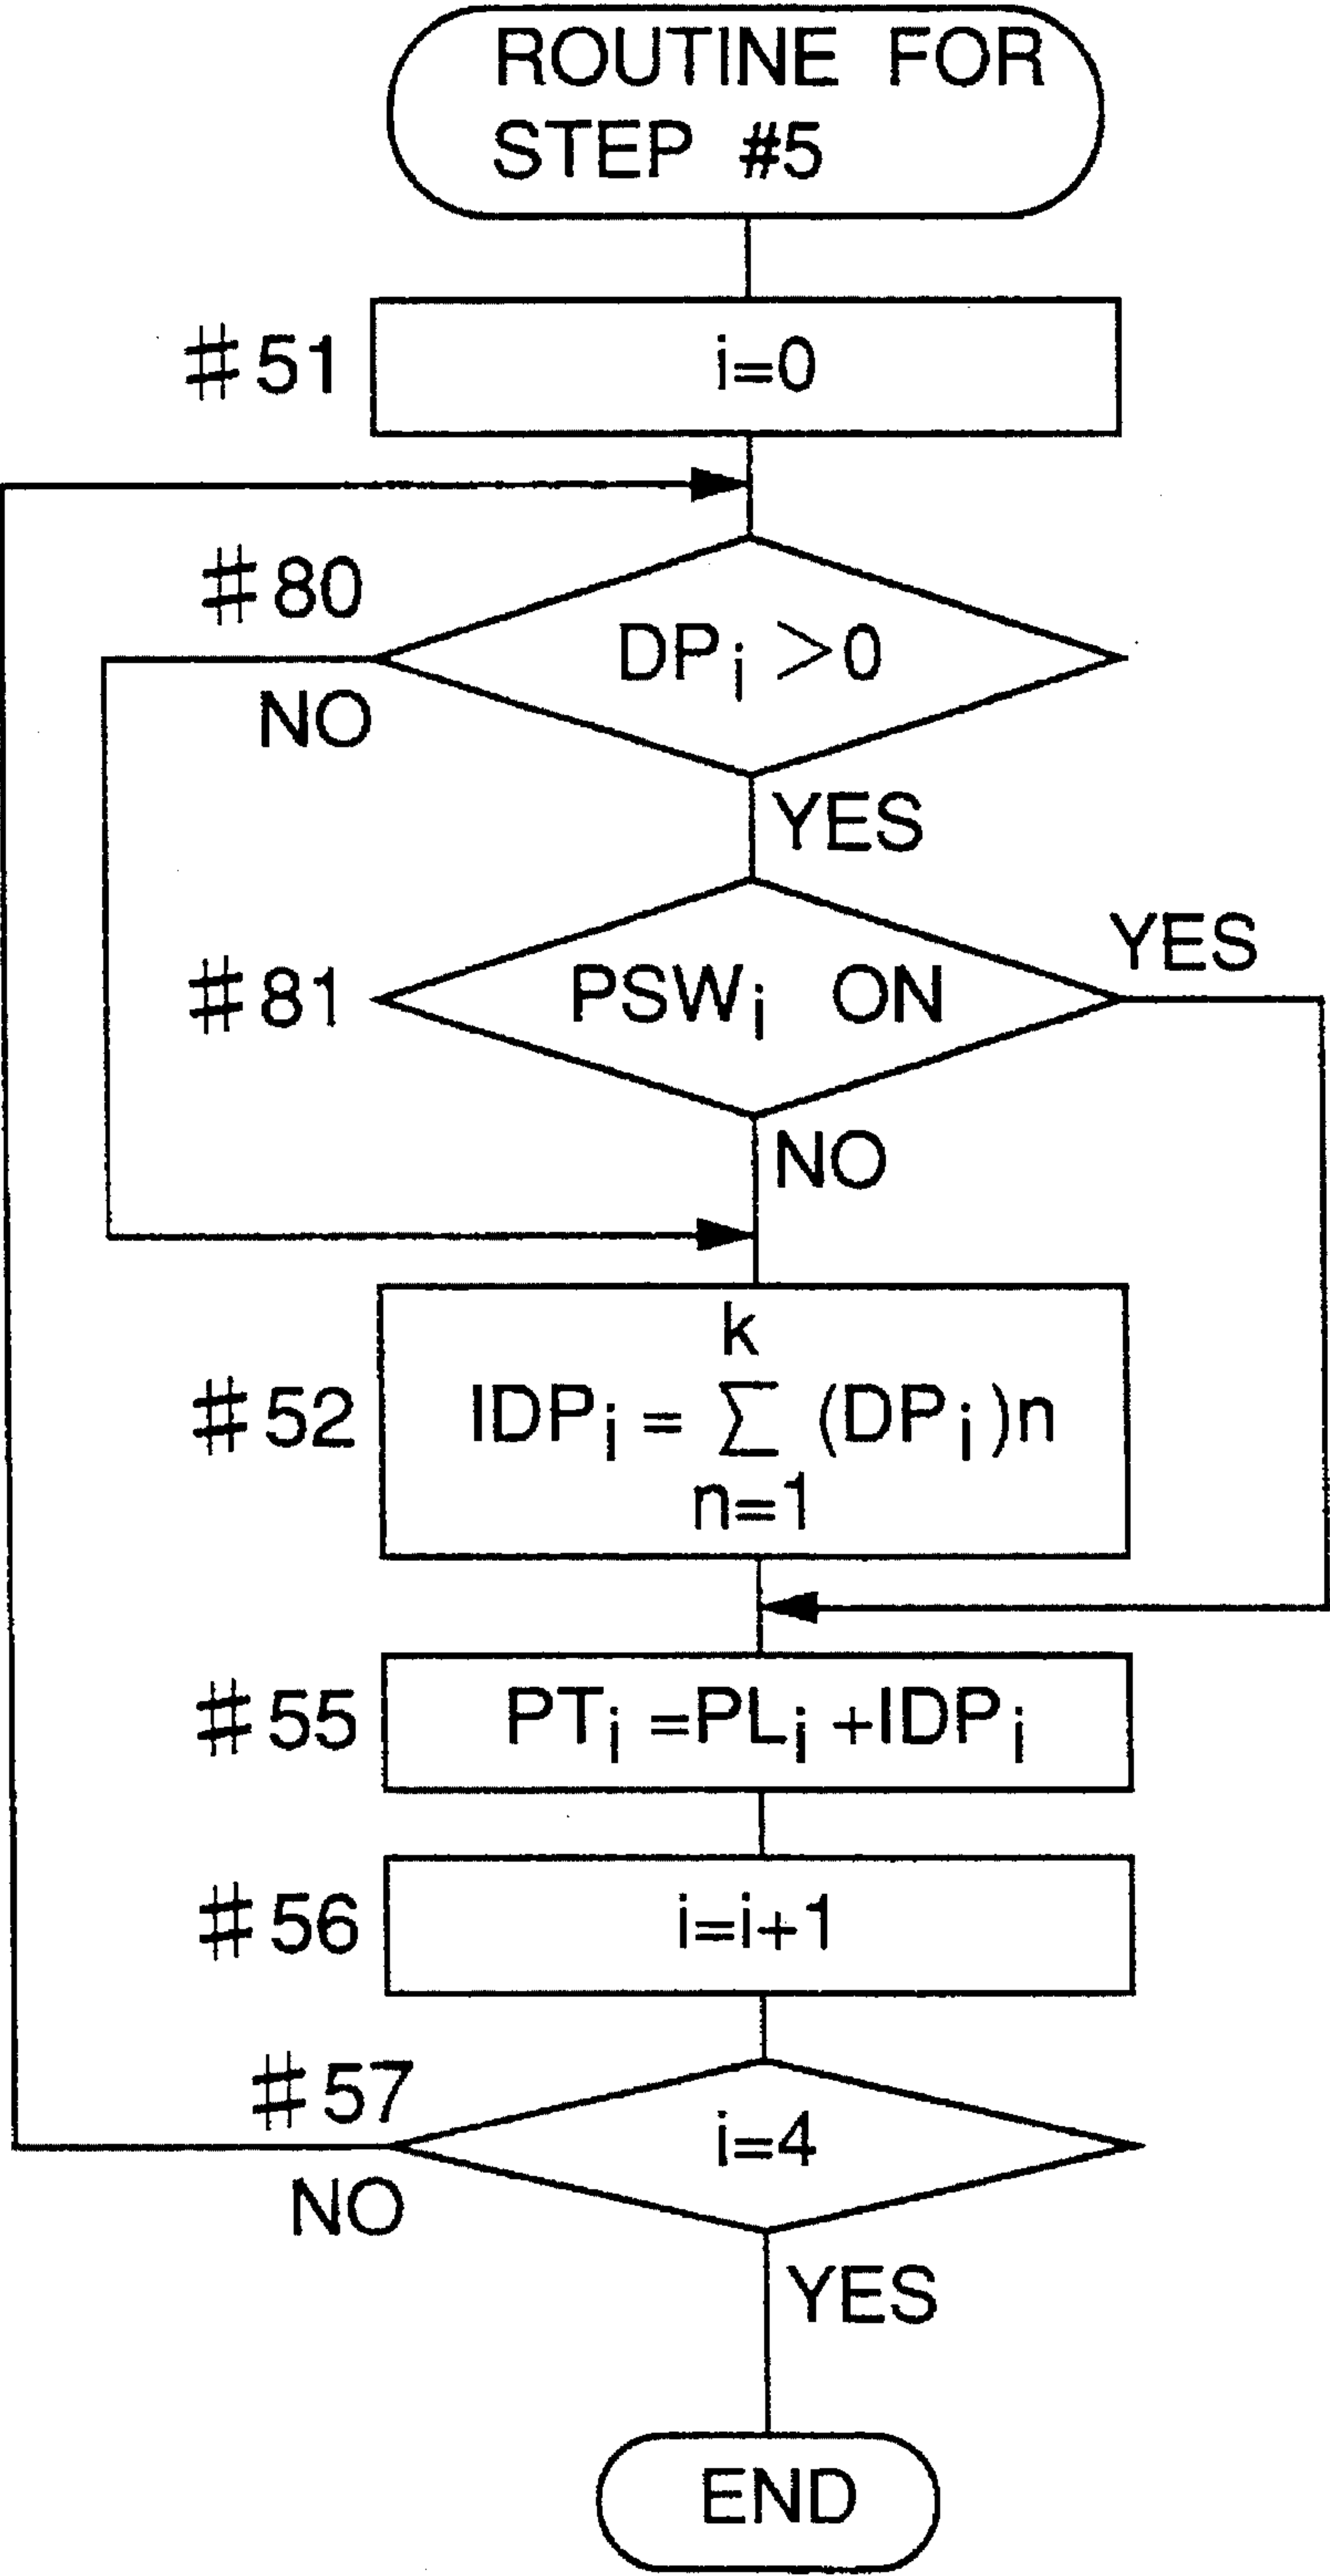 ROUTINE FOR
STEP #5
#51
i=0
#80
DPi >0
NO
YES
#81
PSWi ON
YES
NO
#52
k
IDPi = ∑ (DPi)n
n=1
#55
PTi =PLi +IDPi
#56
i=i+1
#57
i=4
NO
YES
END